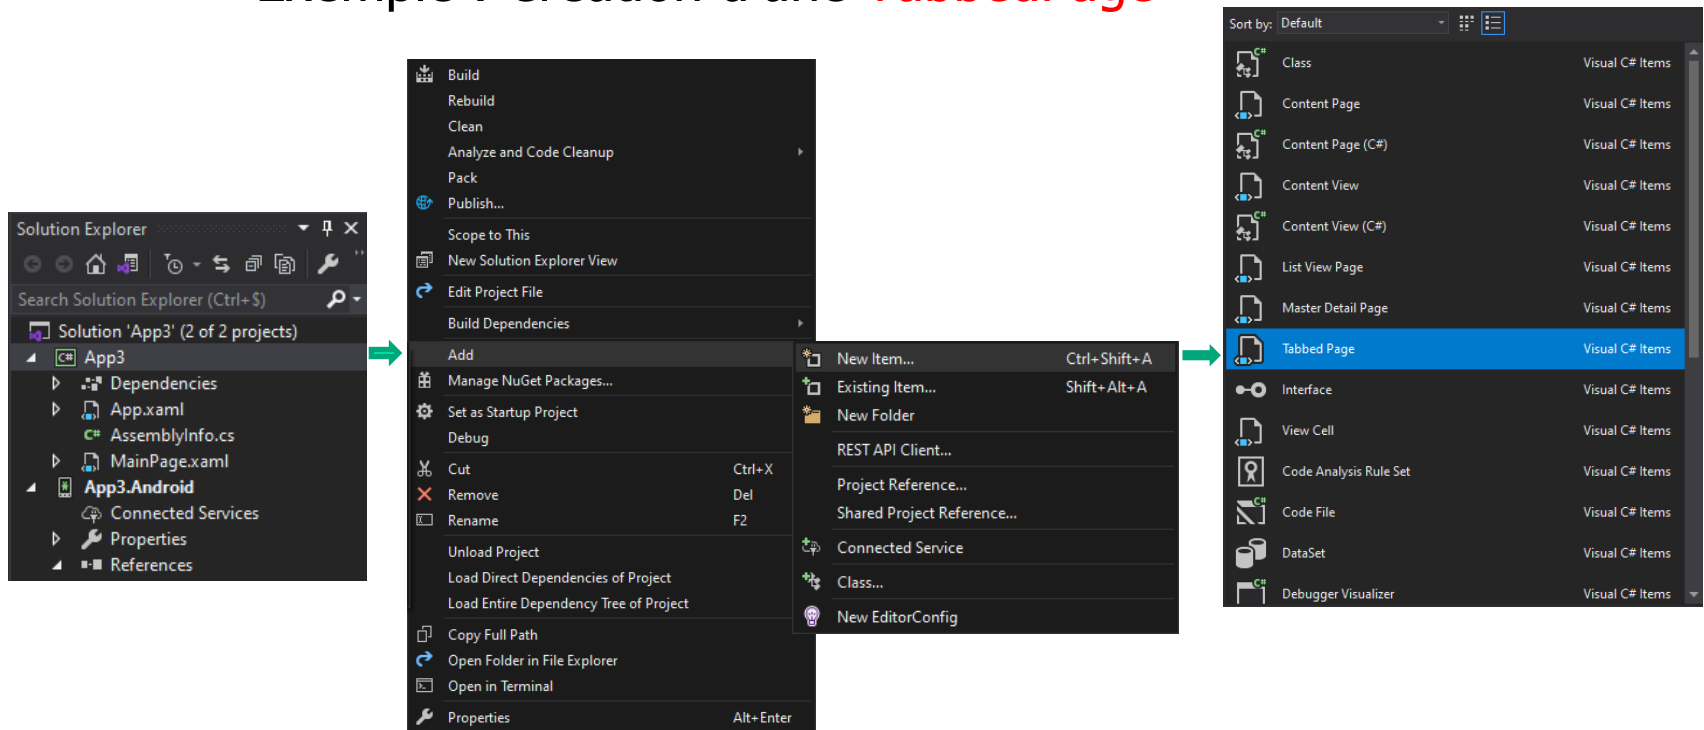 Exemple : Création d'une TabbedPage
Solution Explorer
Search Solution Explorer (Ctrl+$)
Solution 'App3' (2 of 2 projects)
C# App3
Dependencies
App.xaml
C# AssemblyInfo.cs
MainPage.xaml
App3.Android
Connected Services
Properties
References
Build
Rebuild
Clean
Analyze and Code Cleanup
Pack
Publish...
Scope to This
New Solution Explorer View
Edit Project File
Build Dependencies
Add
Manage NuGet Packages...
Set as Startup Project
Debug
Cut Ctrl+X
Remove Del
Rename F2
Unload Project
Load Direct Dependencies of Project
Load Entire Dependency Tree of Project
Copy Full Path
Open Folder in File Explorer
Open in Terminal
Properties Alt+Enter
New Item... Ctrl+Shift+A
Existing Item... Shift+Alt+A
New Folder
REST API Client...
Project Reference...
Shared Project Reference...
Connected Service
Class...
New EditorConfig
Sort by: Default
C# Class Visual C# Items
Content Page Visual C# Items
C# Content Page (C#) Visual C# Items
Content View Visual C# Items
C# Content View (C#) Visual C# Items
List View Page Visual C# Items
Master Detail Page Visual C# Items
Tabbed Page Visual C# Items
Interface Visual C# Items
View Cell Visual C# Items
Code Analysis Rule Set Visual C# Items
C# Code File Visual C# Items
DataSet Visual C# Items
C# Debugger Visualizer Visual C# Items